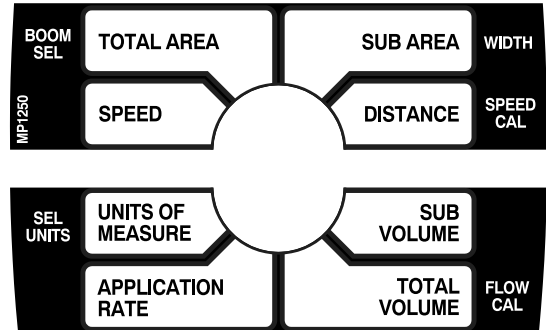 BOOM
SEL
TOTAL AREA
SUB AREA
WIDTH
MP1250
SPEED
DISTANCE
SPEED
CAL
SEL
UNITS
UNITS OF
MEASURE
SUB
VOLUME
APPLICATION
RATE
TOTAL
VOLUME
FLOW
CAL